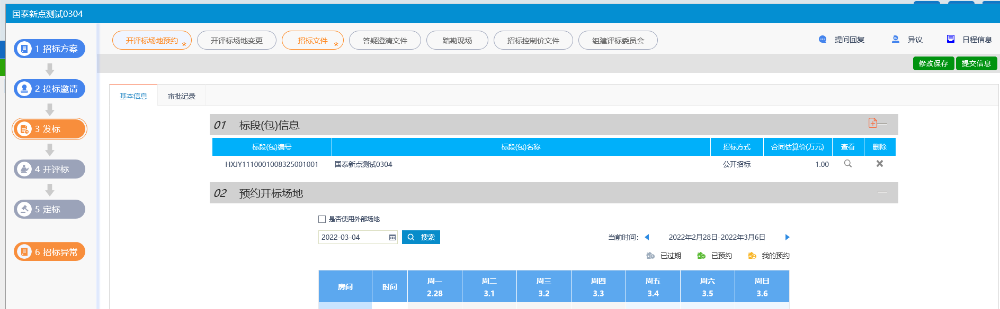 国泰新点测试0304
开评标场地预约 *
开评标场地变更
招标文件 *
答疑澄清文件
踏勘现场
招标控制价文件
组建评标委员会
提问回复
异议
日程信息
1 招标方案
2 投标邀请
3 发标
4 开评标
5 定标
6 招标异常
修改保存
提交信息
基本信息
审批记录
01 标段(包)信息
标段(包)编号 标段(包)名称 招标方式 合同估算价(万元) 查看 删除
HXJY1110001008325001001 国泰新点测试0304 公开招标 1.00
02 预约开标场地
是否使用外部场地
2022-03-04 搜索 当前时间： 2022年2月28日-2022年3月6日
已过期 已预约 我的预约
房间 时间 周一 周二 周三 周四 周五 周六 周日
2.28 3.1 3.2 3.3 3.4 3.5 3.6